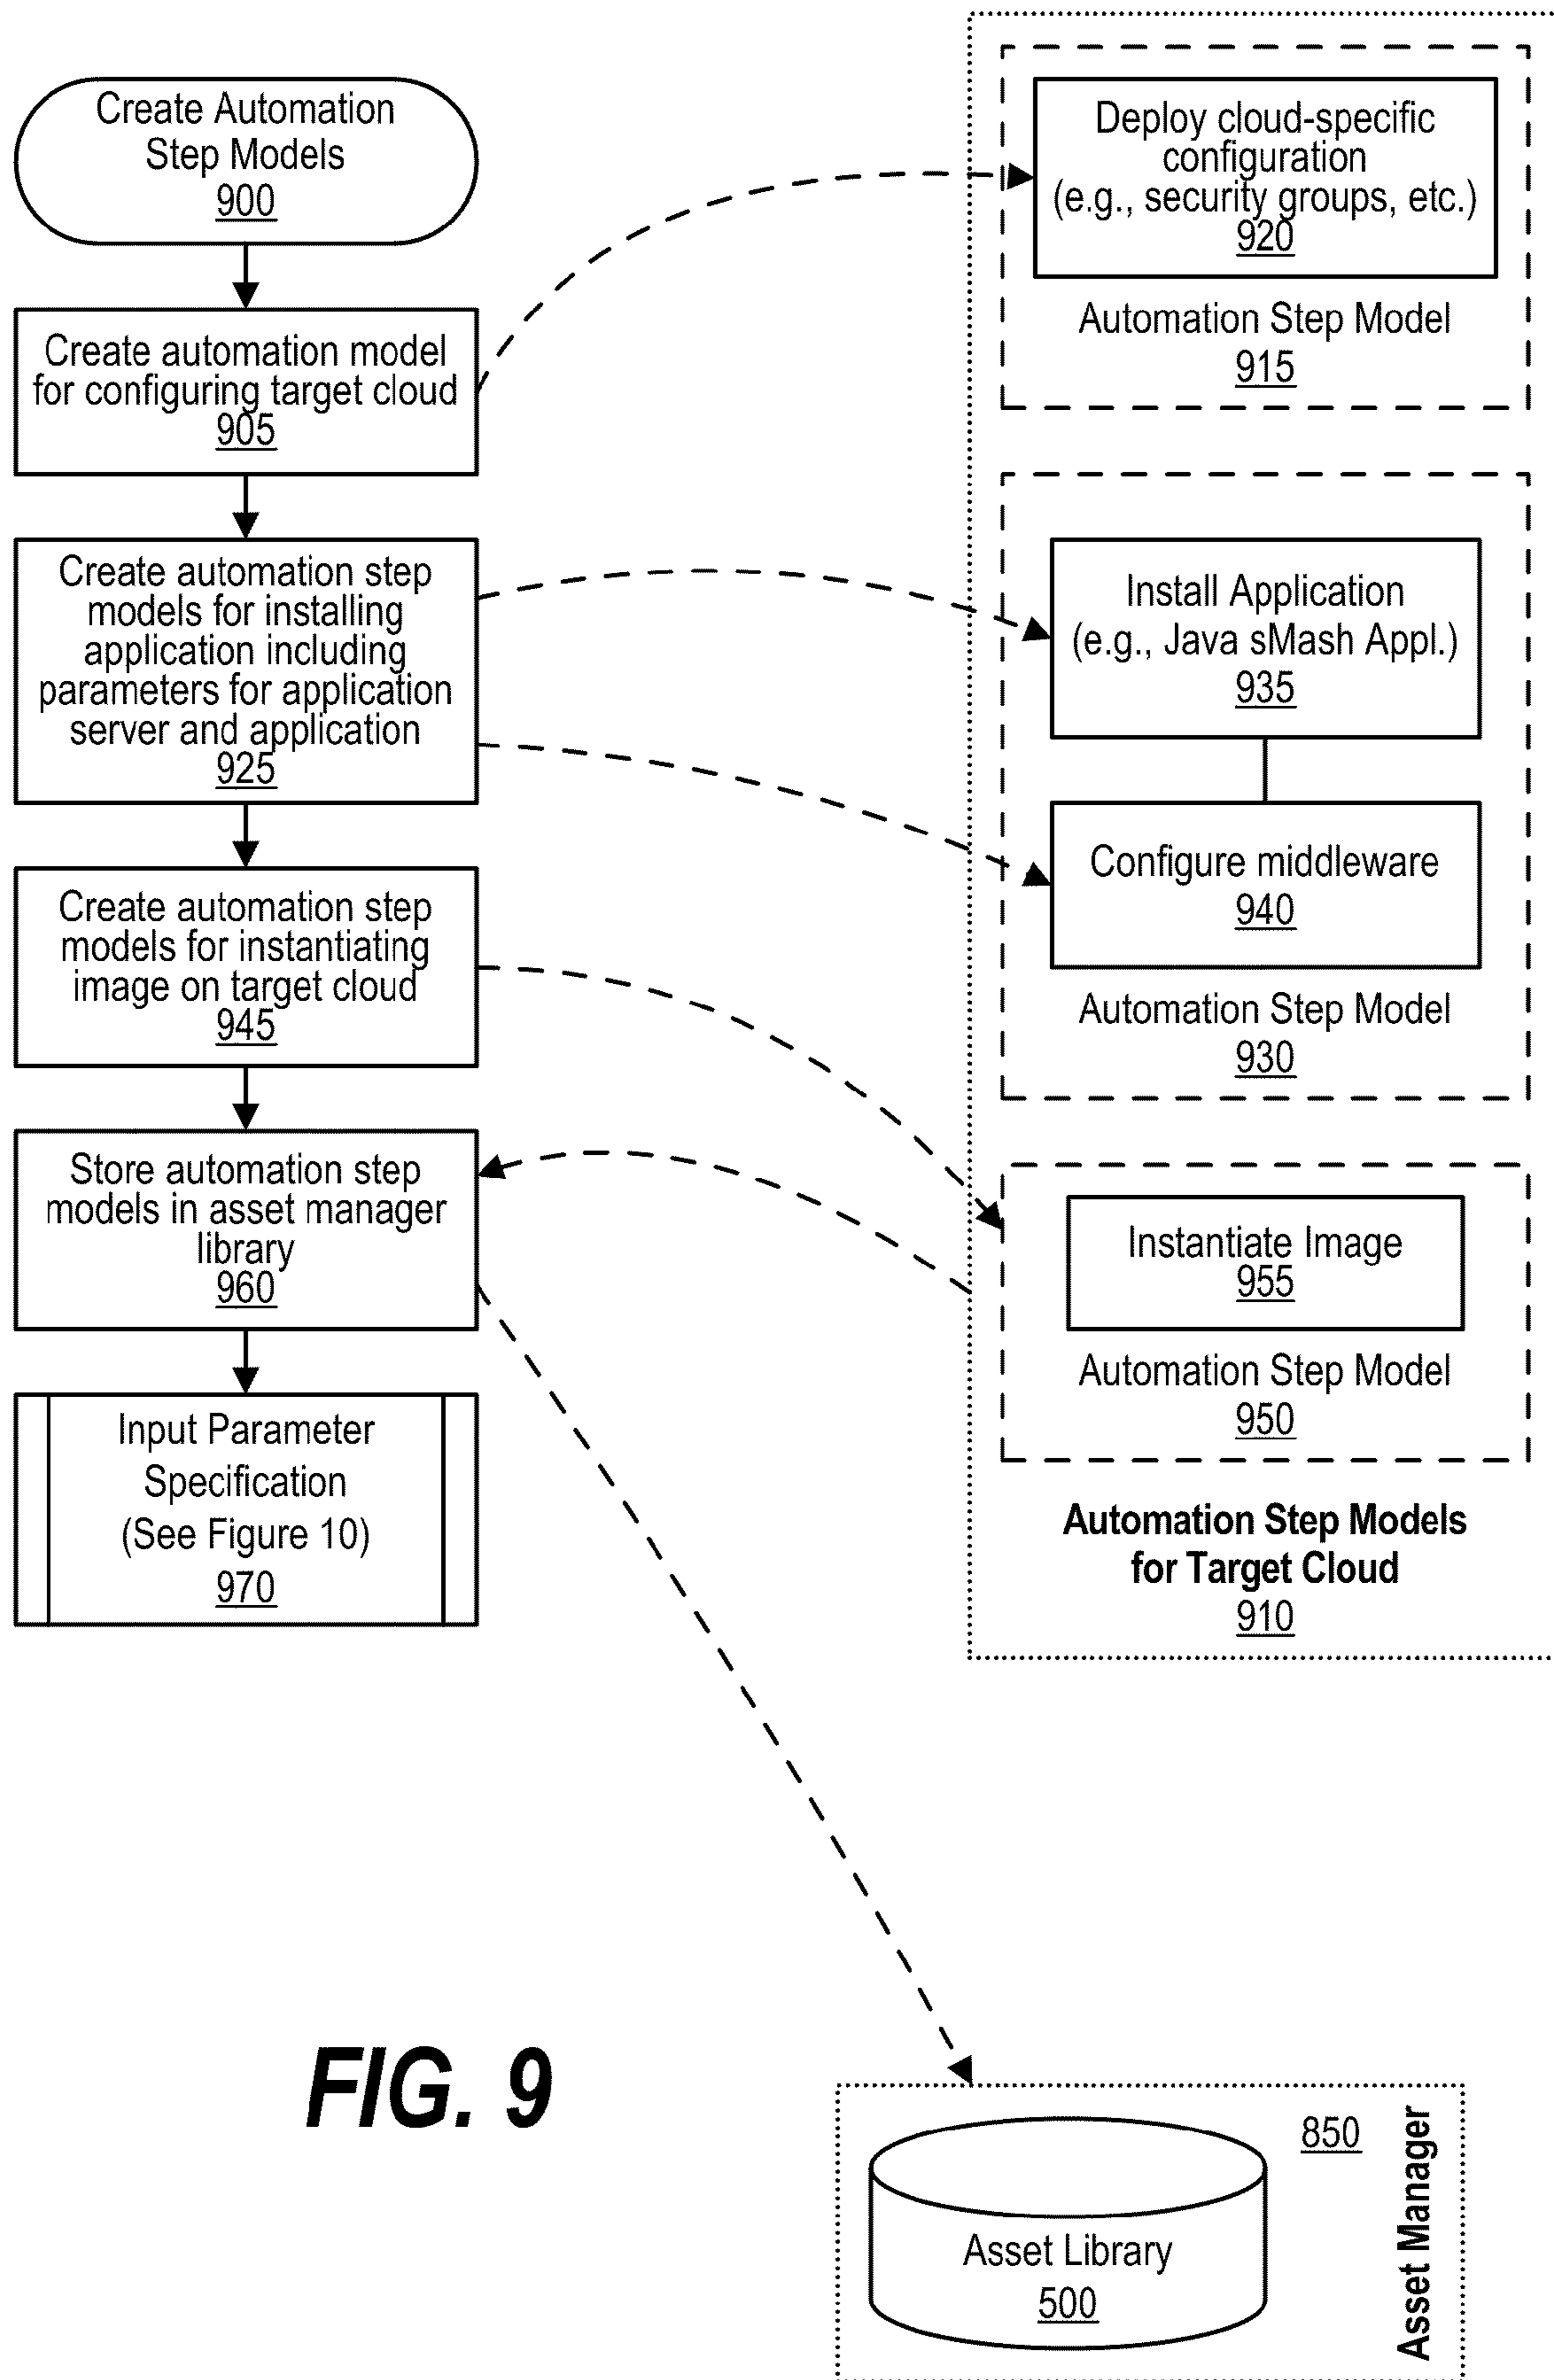 Create Automation
Step Models
900
Create automation model
for configuring target cloud
905
Create automation step
models for installing
application including
parameters for application
server and application
925
Create automation step
models for instantiating
image on target cloud
945
Store automation step
models in asset manager
library
960
Input Parameter
Specification
(See Figure 10)
970
Deploy cloud-specific
configuration
(e.g., security groups, etc.)
920
Automation Step Model
915
Install Application
(e.g., Java sMash Appl.)
935
Configure middleware
940
Automation Step Model
930
Instantiate Image
955
Automation Step Model
950
Automation Step Models
for Target Cloud
910
FIG. 9
850
Asset Manager
Asset Library
500